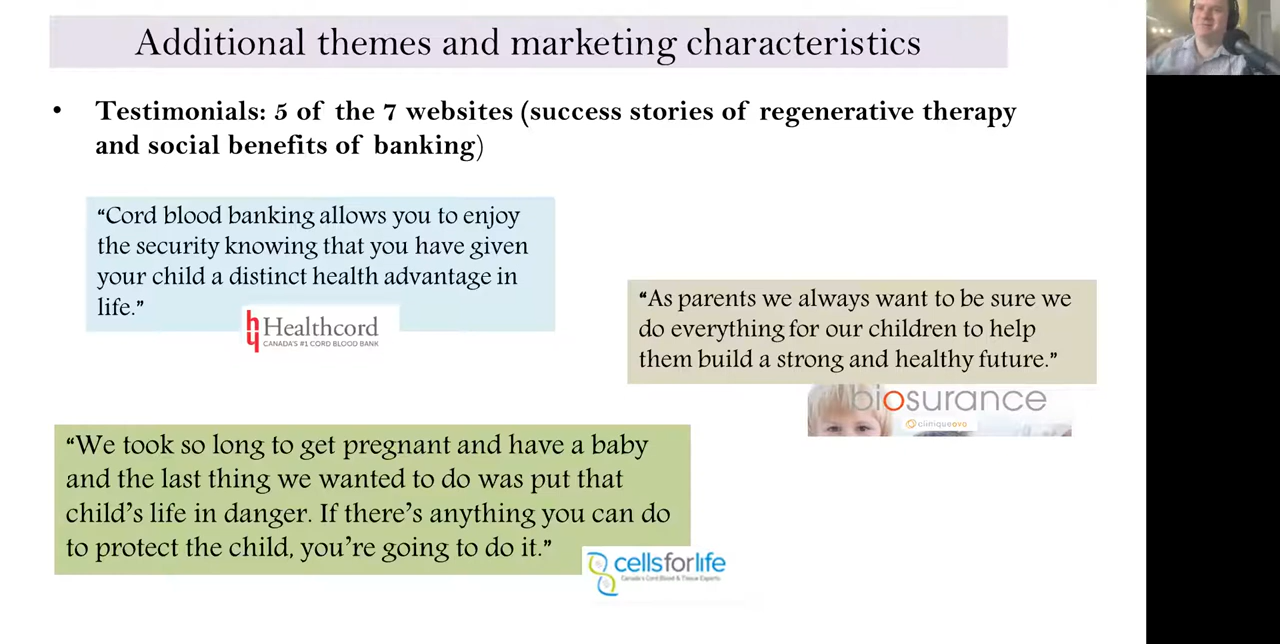 Additional themes and marketing characteristics
• Testimonials: 5 of the 7 websites (success stories of regenerative therapy
and social benefits of banking)
“Cord blood banking allows you to enjoy
the security knowing that you have given
your child a distinct health advantage in
life.”
Healthcord
CANADA'S #1 CORD BLOOD BANK
“As parents we always want to be sure we
do everything for our children to help
them build a strong and healthy future.”
biosurance
cliniqueovo
“We took so long to get pregnant and have a baby
and the last thing we wanted to do was put that
child’s life in danger. If there’s anything you can do
to protect the child, you’re going to do it.”
cellsforlife
Canada's Cord Blood & Tissue Experts